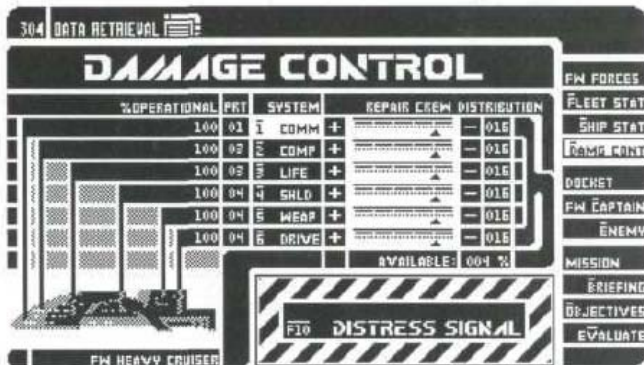 304 DATA RETRIEVAL
DAMAGE CONTROL
%OPERATIONAL PRT SYSTEM REPAIR CREW DISTRIBUTION
100 01 1 COMM + - 016
100 03 2 COMP + - 016
100 03 3 LIFE + - 016
100 04 4 SHLD + - 016
100 04 5 WEAP + - 016
100 04 6 DRIVE + - 016
AVAILABLE: 004 %
F10 DISTRESS SIGNAL
FW HEAVY CRUISER
FW FORCES
FLEET STAT
SHIP STA
DAMG CONT
DOCKET
FW CAPTAIN
ENEMY
MISSION
BRIEFING
OBJECTIVES
EVALUATE